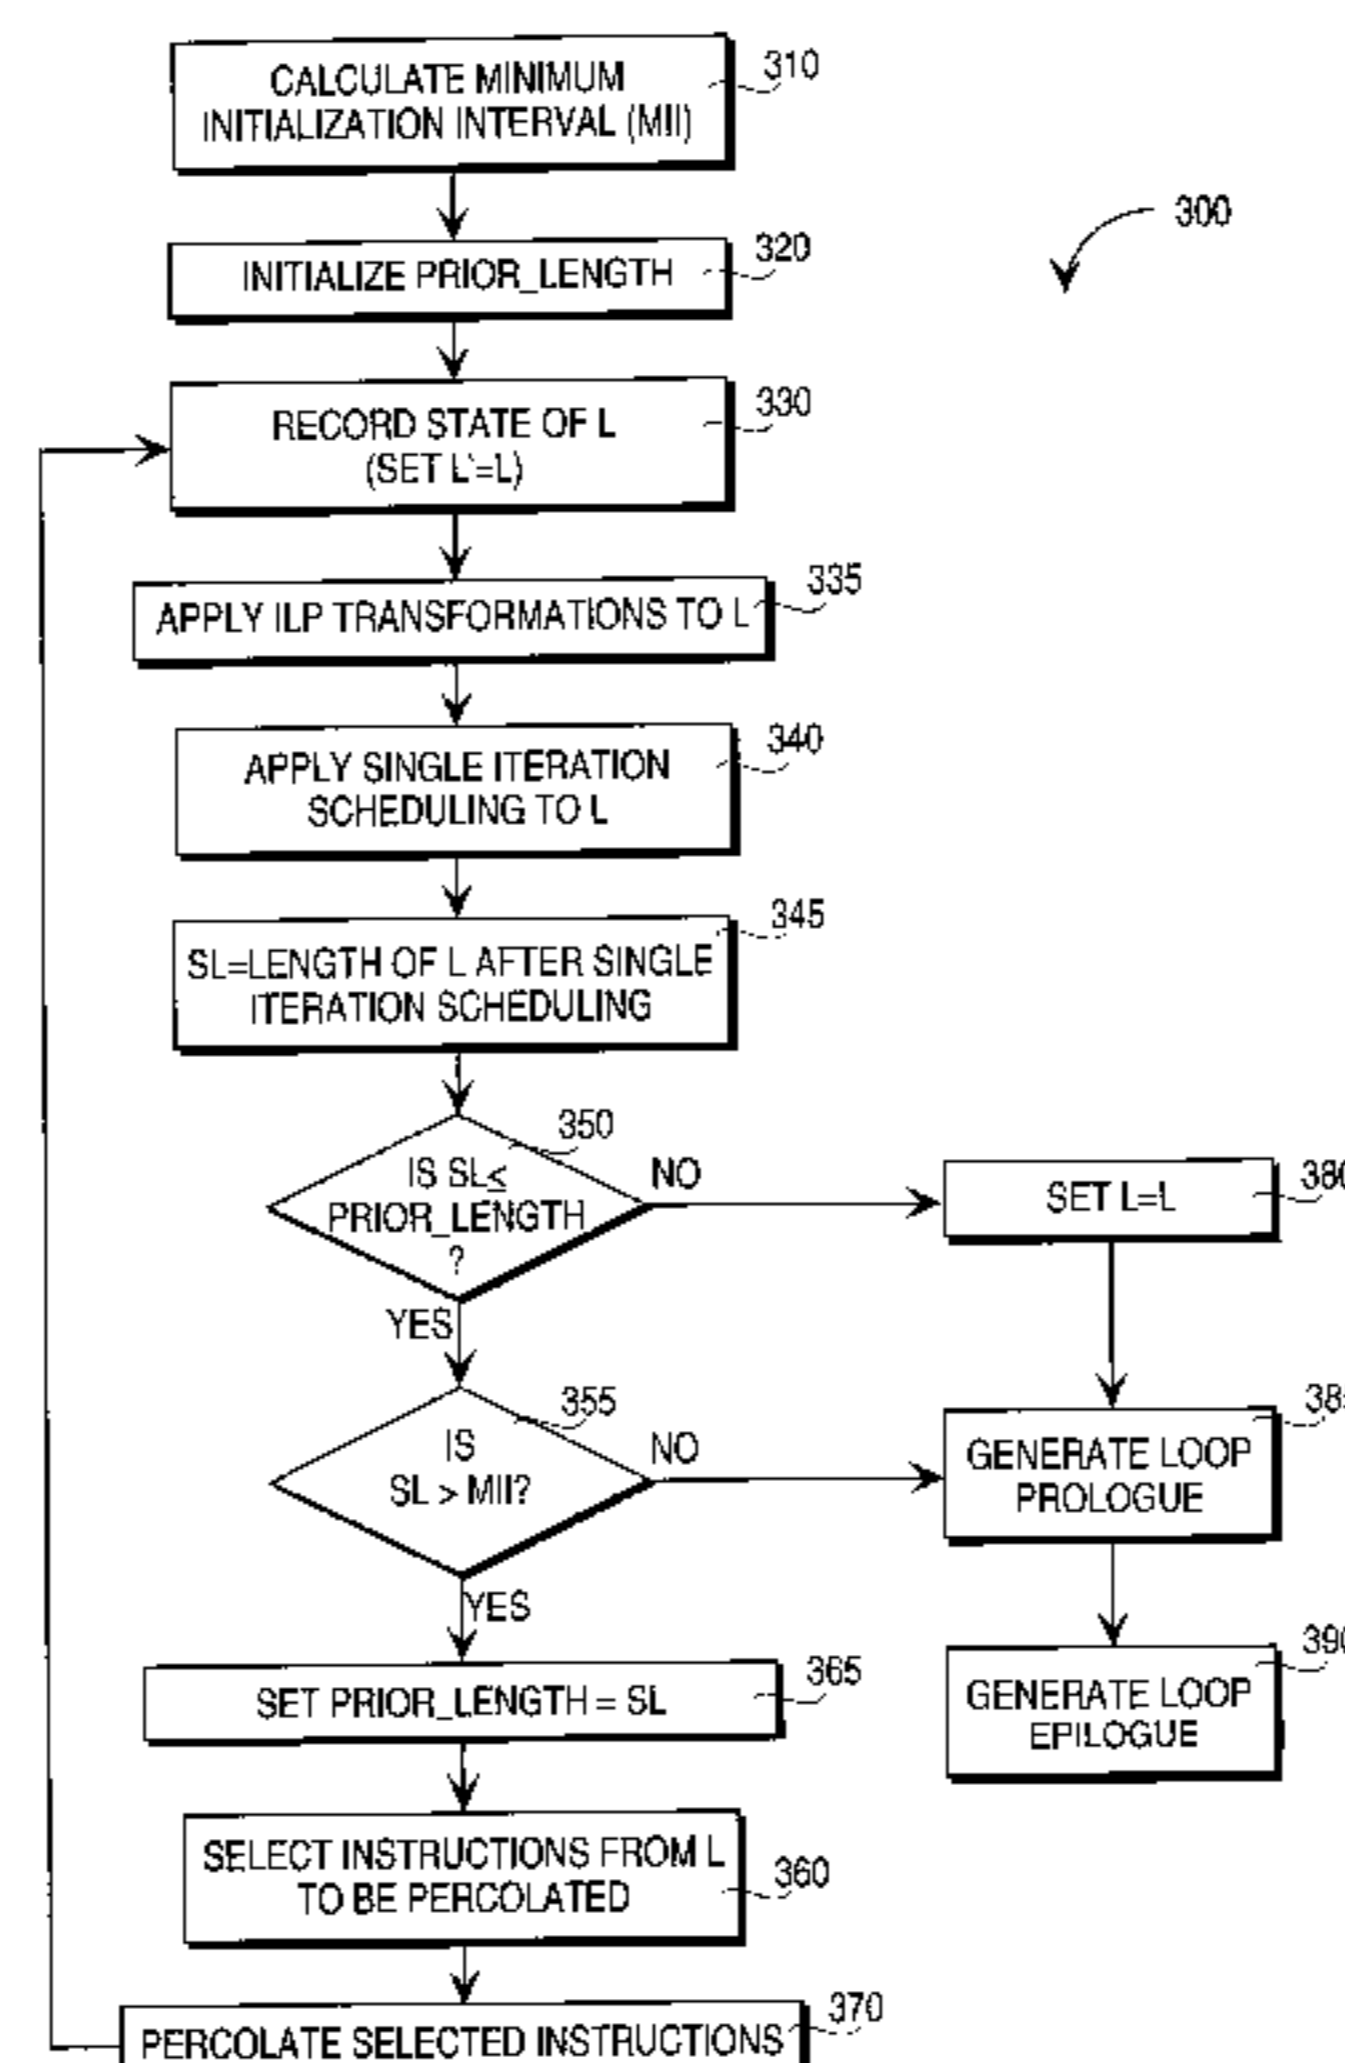 CALCULATE MINIMUM
INITIALIZATION INTERVAL (MII)
310
300
INITIALIZE PRIOR_LENGTH
320
RECORD STATE OF L
(SET L'=L)
330
APPLY ILP TRANSFORMATIONS TO L
335
APPLY SINGLE ITERATION
SCHEDULING TO L
340
SL=LENGTH OF L AFTER SINGLE
ITERATION SCHEDULING
345
IS SL≤
PRIOR_LENGTH
?
350
NO
SET L=L
380
YES
IS
SL > MII?
355
NO
GENERATE LOOP
PROLOGUE
385
YES
SET PRIOR_LENGTH = SL
365
GENERATE LOOP
EPILOGUE
390
SELECT INSTRUCTIONS FROM L
TO BE PERCOLATED
360
PERCOLATE SELECTED INSTRUCTIONS
370